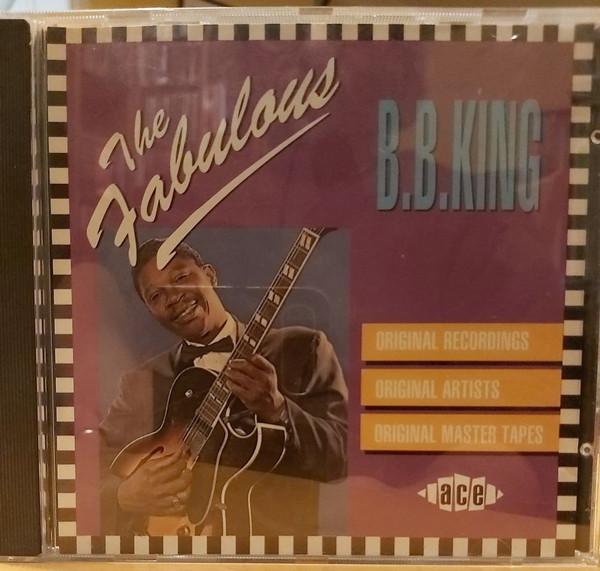 The
Fabulous
B.B.KING
ORIGINAL RECORDINGS
ORIGINAL ARTISTS
ORIGINAL MASTER TAPES
ace